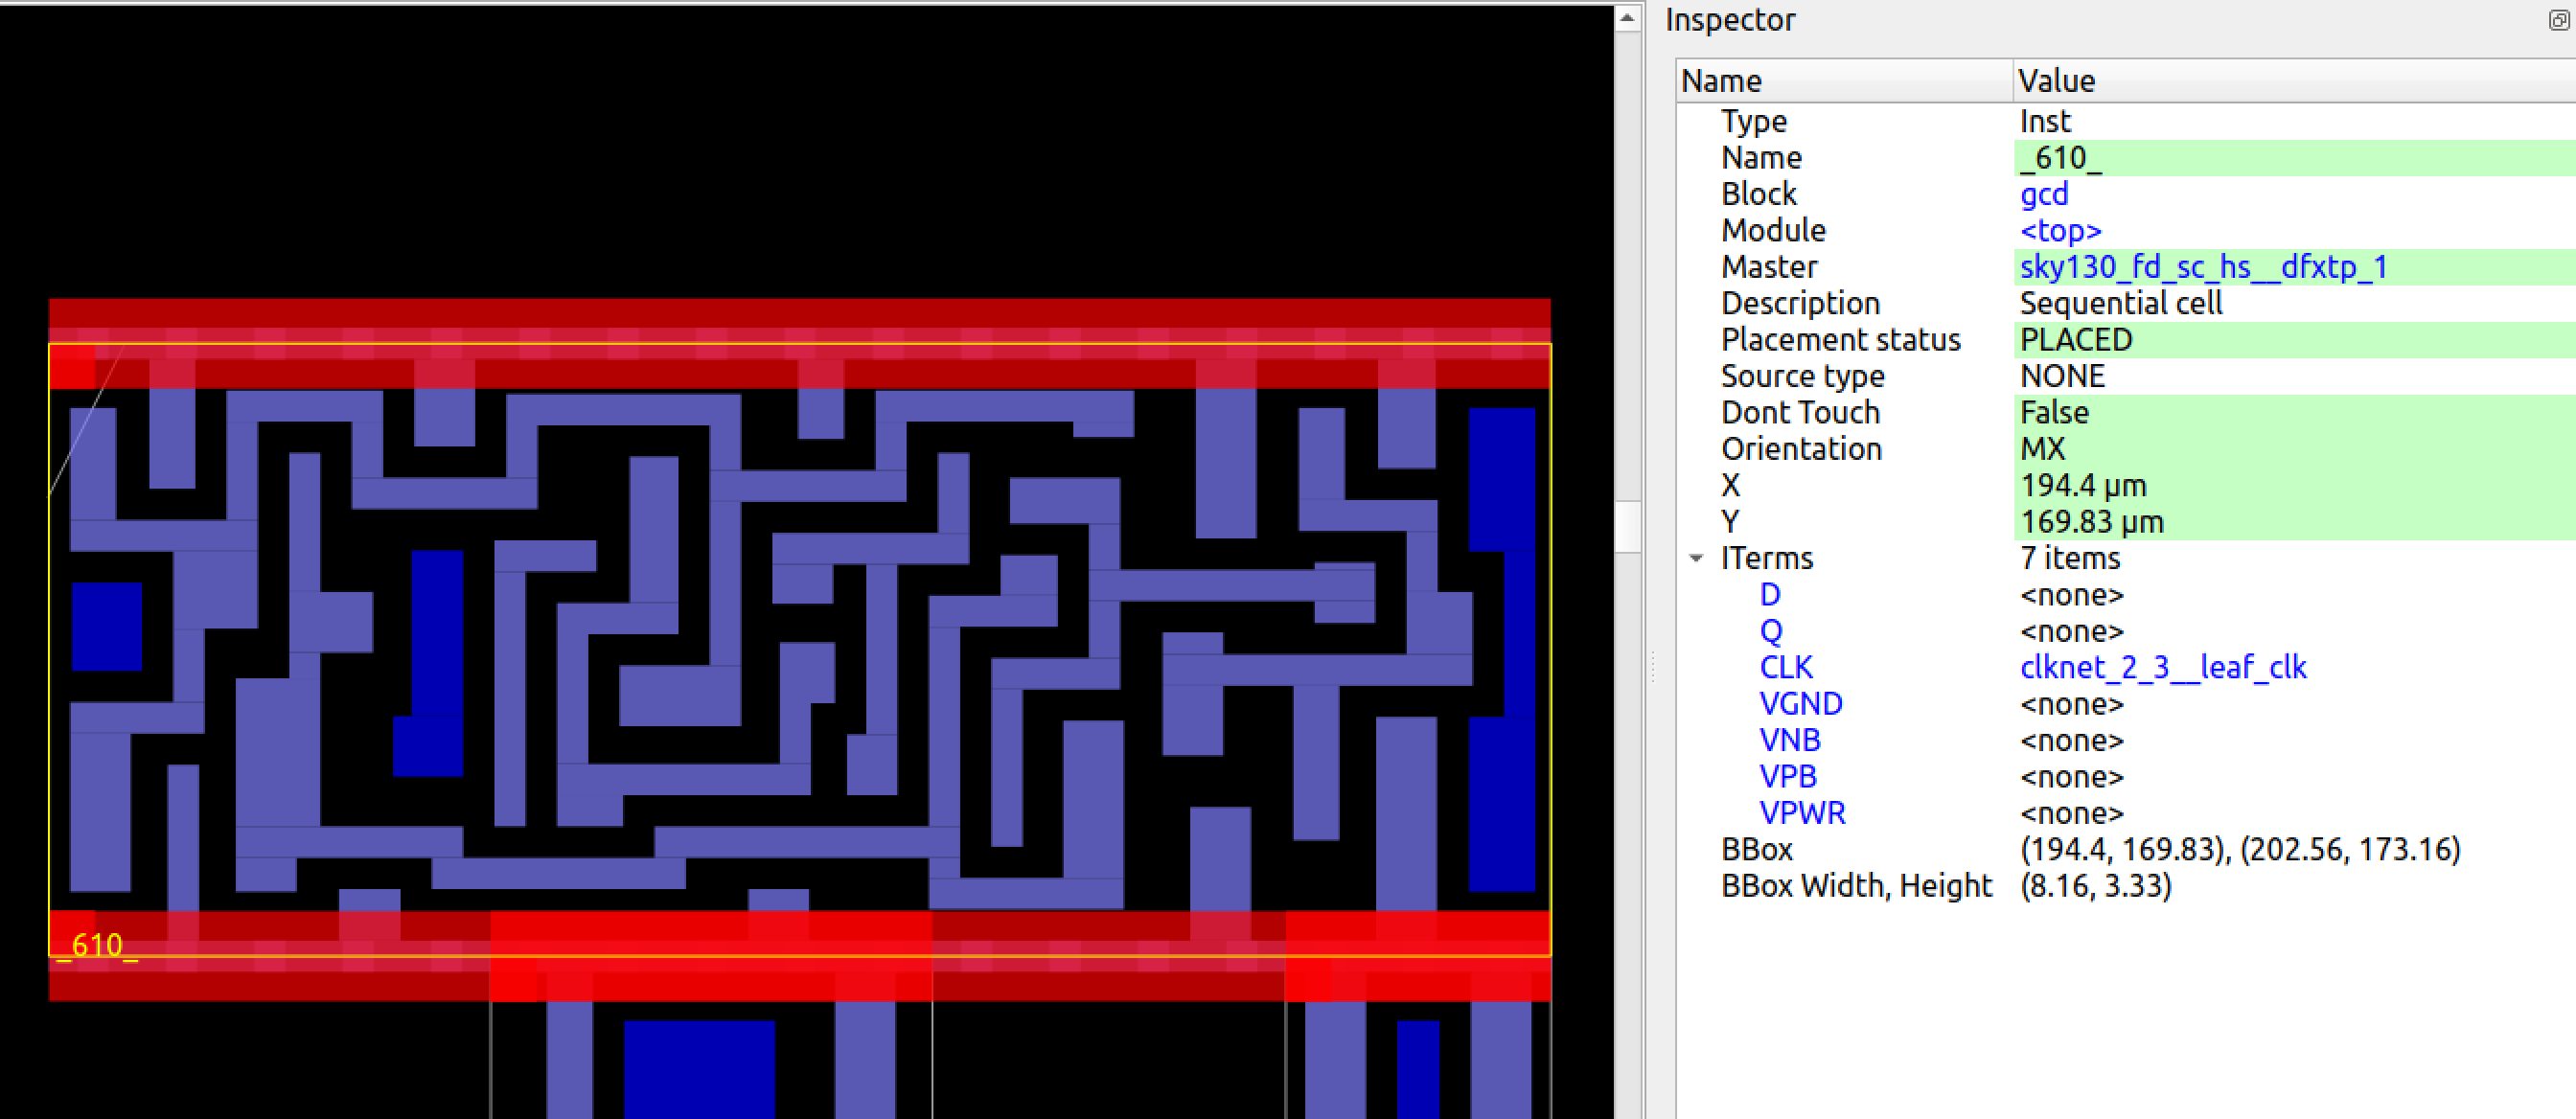 Inspector
Name Value
Type Inst
Name _610_
Block gcd
Module <top>
Master sky130_fd_sc_hs__dfxtp_1
Description Sequential cell
Placement status PLACED
Source type NONE
Dont Touch False
Orientation MX
X 194.4 μm
Y 169.83 μm
ITerms 7 items
D <none>
Q <none>
CLK clknet_2_3__leaf_clk
VGND <none>
VNB <none>
VPB <none>
VPWR <none>
BBox (194.4, 169.83), (202.56, 173.16)
BBox Width, Height (8.16, 3.33)
_610_